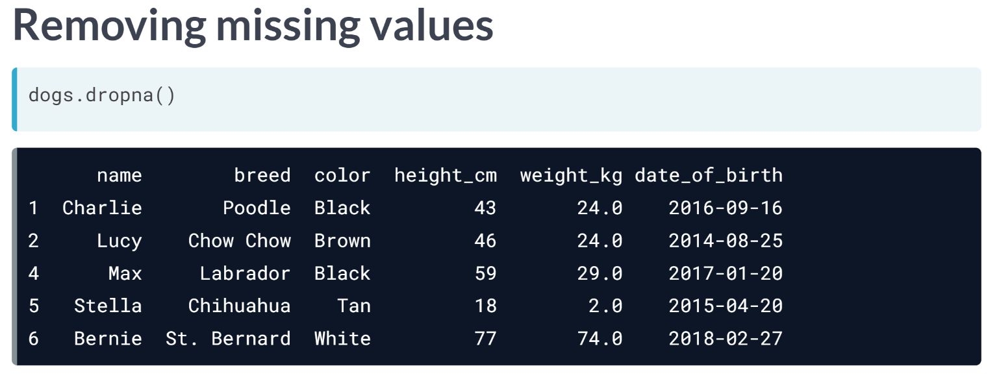 Removing missing values
dogs.dropna()
name breed color height_cm weight_kg date_of_birth
1 Charlie Poodle Black 43 24.0 2016-09-16
2 Lucy Chow Chow Brown 46 24.0 2014-08-25
4 Max Labrador Black 59 29.0 2017-01-20
5 Stella Chihuahua Tan 18 2.0 2015-04-20
6 Bernie St. Bernard White 77 74.0 2018-02-27